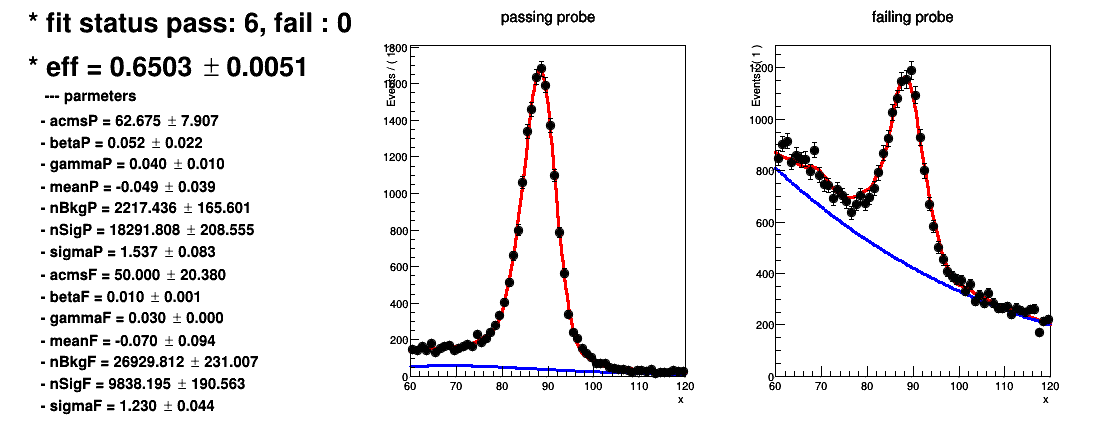 * fit status pass: 6, fail : 0
* eff = 0.6503 ± 0.0051
--- parmeters
- acmsP = 62.675 ± 7.907
- betaP = 0.052 ± 0.022
- gammaP = 0.040 ± 0.010
- meanP = -0.049 ± 0.039
- nBkgP = 2217.436 ± 165.601
- nSigP = 18291.808 ± 208.555
- sigmaP = 1.537 ± 0.083
- acmsF = 50.000 ± 20.380
- betaF = 0.010 ± 0.001
- gammaF = 0.030 ± 0.000
- meanF = -0.070 ± 0.094
- nBkgF = 26929.812 ± 231.007
- nSigF = 9838.195 ± 190.563
- sigmaF = 1.230 ± 0.044
passing probe
Events / ( 1 )
1800
1600
1400
1200
1000
800
600
400
200
0
60 70 80 90 100 110 120
x
failing probe
Events / ( 1 )
1200
1000
800
600
400
200
0
60 70 80 90 100 110 120
x